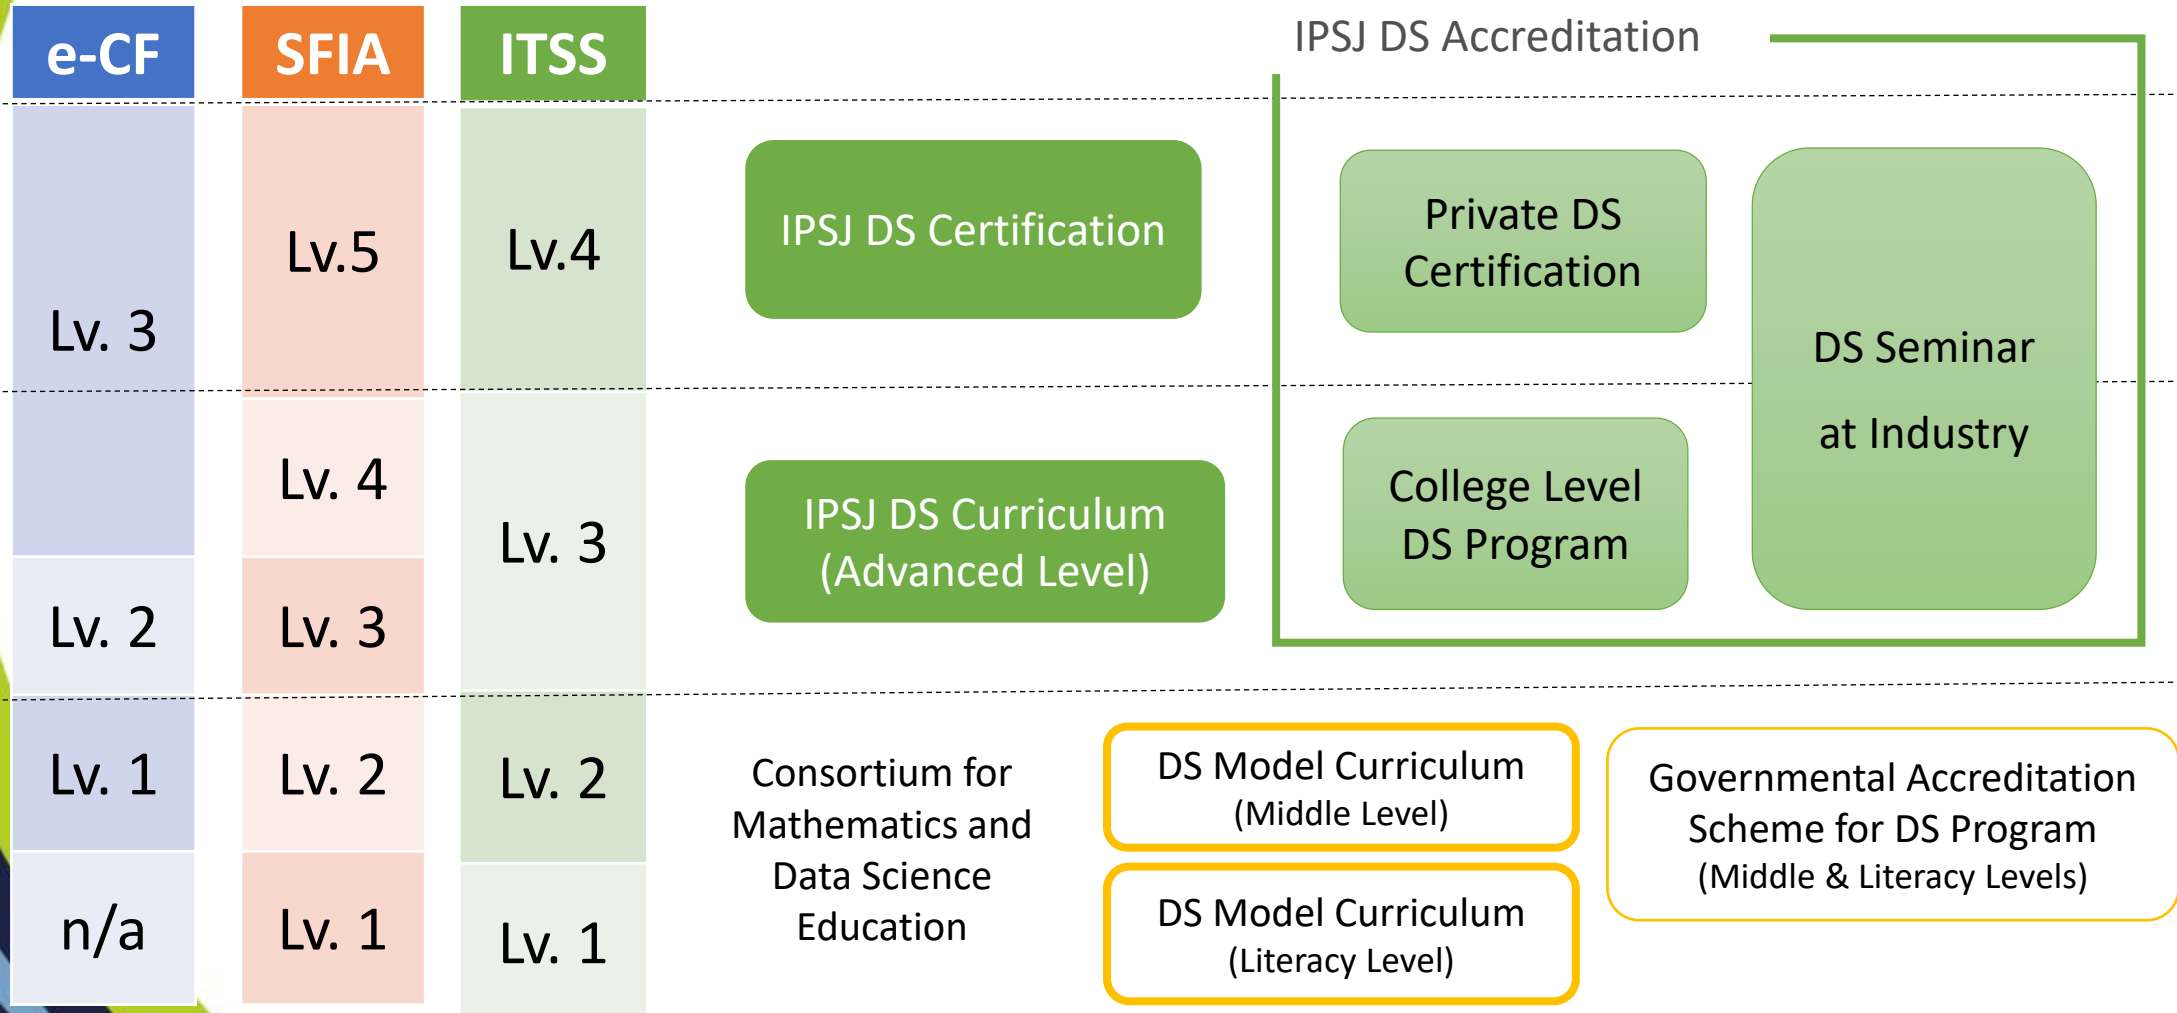 e-CF
SFIA
ITSS
IPSJ DS Accreditation
Lv. 3
Lv.5
Lv.4
IPSJ DS Certification
Private DS
Certification
DS Seminar
at Industry
Lv. 4
Lv. 3
IPSJ DS Curriculum
(Advanced Level)
College Level
DS Program
Lv. 2
Lv. 3
Lv. 1
Lv. 2
Lv. 2
Consortium for
Mathematics and
Data Science
Education
DS Model Curriculum
(Middle Level)
Governmental Accreditation
Scheme for DS Program
(Middle & Literacy Levels)
n/a
Lv. 1
Lv. 1
DS Model Curriculum
(Literacy Level)